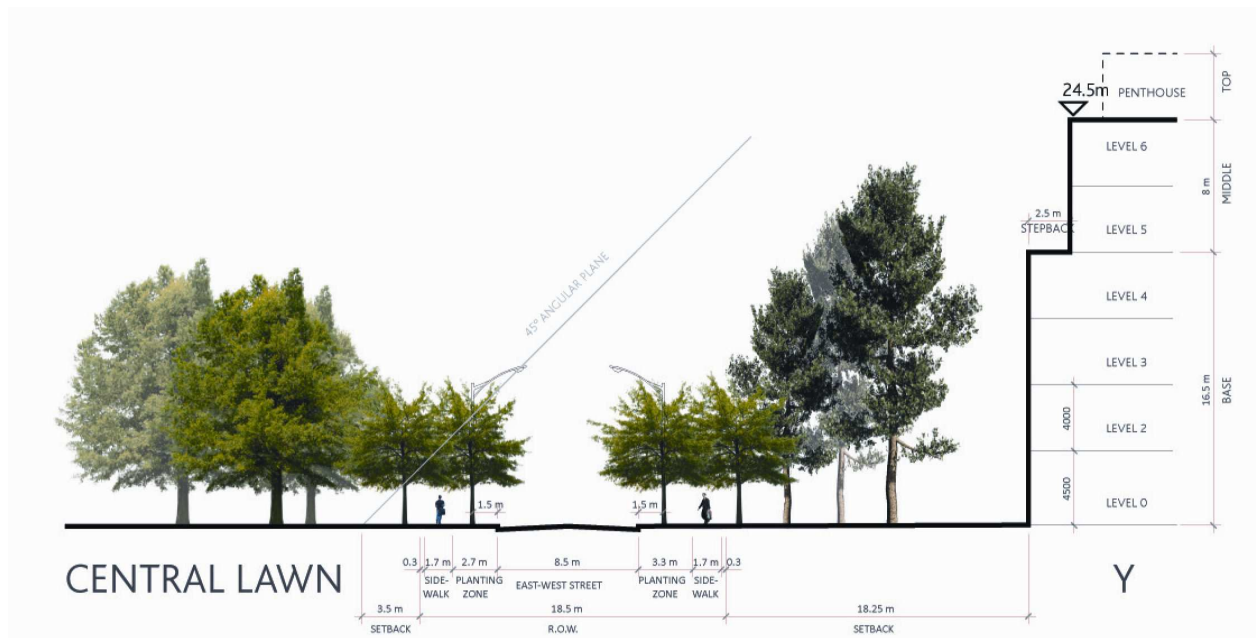 TOP
24.5m
PENTHOUSE
LEVEL 6
MIDDLE
8 m
2.5 m
STEPBACK
LEVEL 5
45° ANGULAR PLANE
LEVEL 4
LEVEL 3
BASE
16.5 m
4000
LEVEL 2
4500
LEVEL 0
1.5 m
1.5 m
0.3 1.7 m 2.7 m 8.5 m 3.3 m 1.7 m 0.3
CENTRAL LAWN
SIDE-
WALK
PLANTING
ZONE
EAST-WEST STREET
PLANTING
ZONE
SIDE-
WALK
Y
3.5 m 18.5 m 18.25 m
SETBACK R.O.W. SETBACK